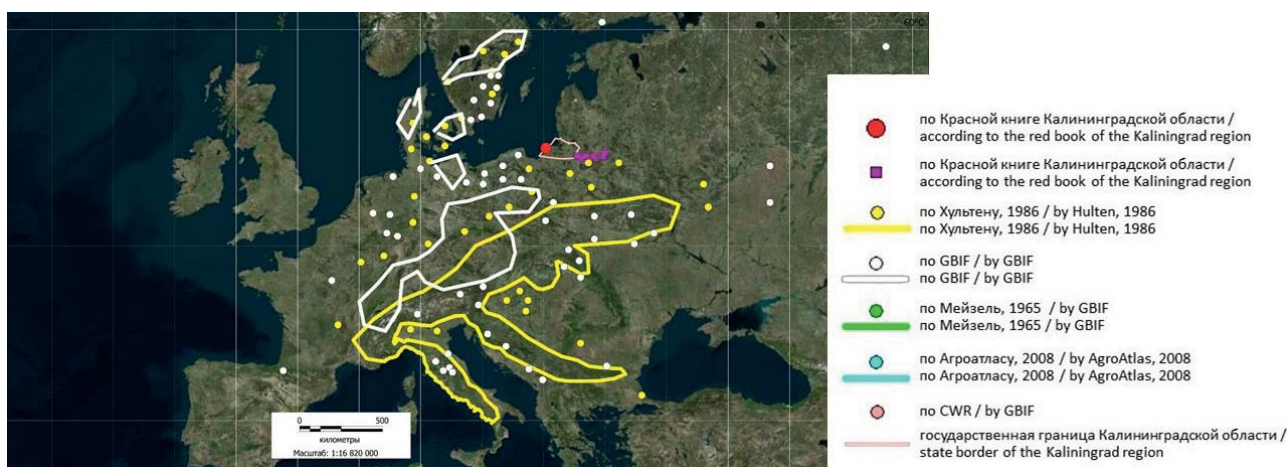 60°C
0
500
километры
Масштаб: 1:16 820 000
по Красной книге Калининградской области /
according to the red book of the Kaliningrad region
по Красной книге Калининградской области /
according to the red book of the Kaliningrad region
по Хультену, 1986 / by Hulten, 1986
по Хультену, 1986 / by Hulten, 1986
по GBIF / by GBIF
по GBIF / by GBIF
по Мейзель, 1965 / by GBIF
по Мейзель, 1965 / by GBIF
по Агроатласу, 2008 / by AgroAtlas, 2008
по Агроатласу, 2008 / by AgroAtlas, 2008
по CWR / by GBIF
государственная граница Калининградской области /
state border of the Kaliningrad region